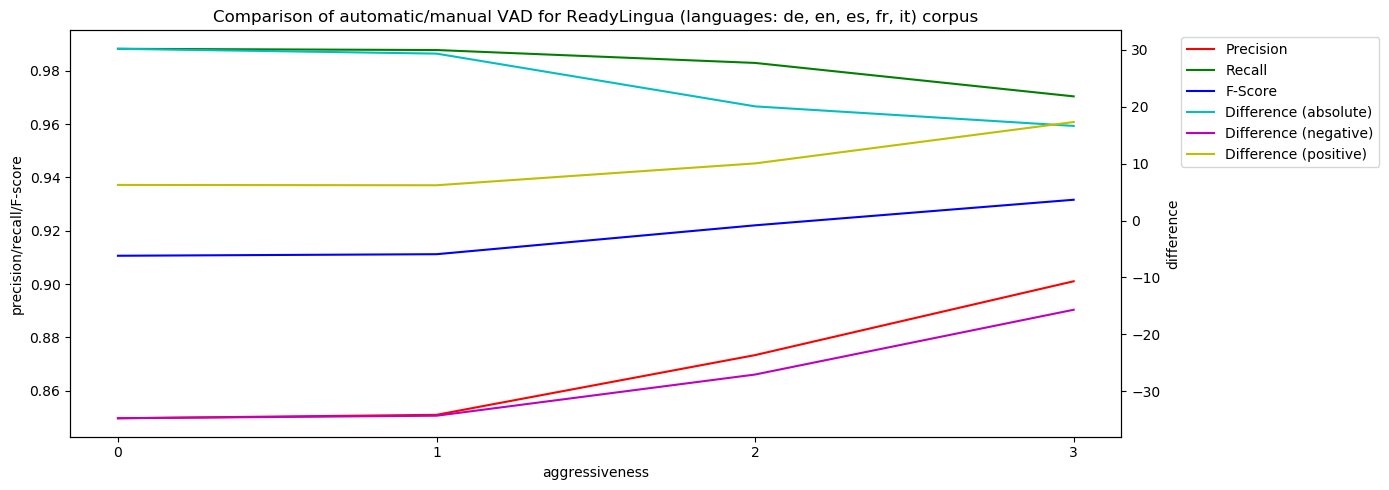 Comparison of automatic/manual VAD for ReadyLingua (languages: de, en, es, fr, it) corpus
precision/recall/F-score
0.98
0.96
0.94
0.92
0.90
0.88
0.86
0
1
2
3
aggressiveness
30
20
10
0
−10
−20
−30
difference
Precision
Recall
F-Score
Difference (absolute)
Difference (negative)
Difference (positive)